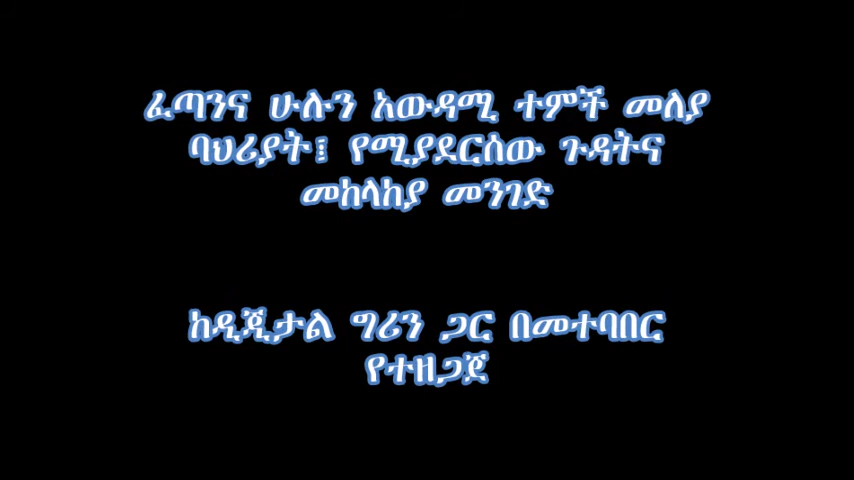 ፈጣንና ሁሉን አውዳሚ ተምች መለያ
ባህሪያት፤ የሚያደርሰው ጉዳትና
መከላከያ መንገድ
ከዲጂታል ግሪን ጋር በመተባበር
የተዘጋጀ